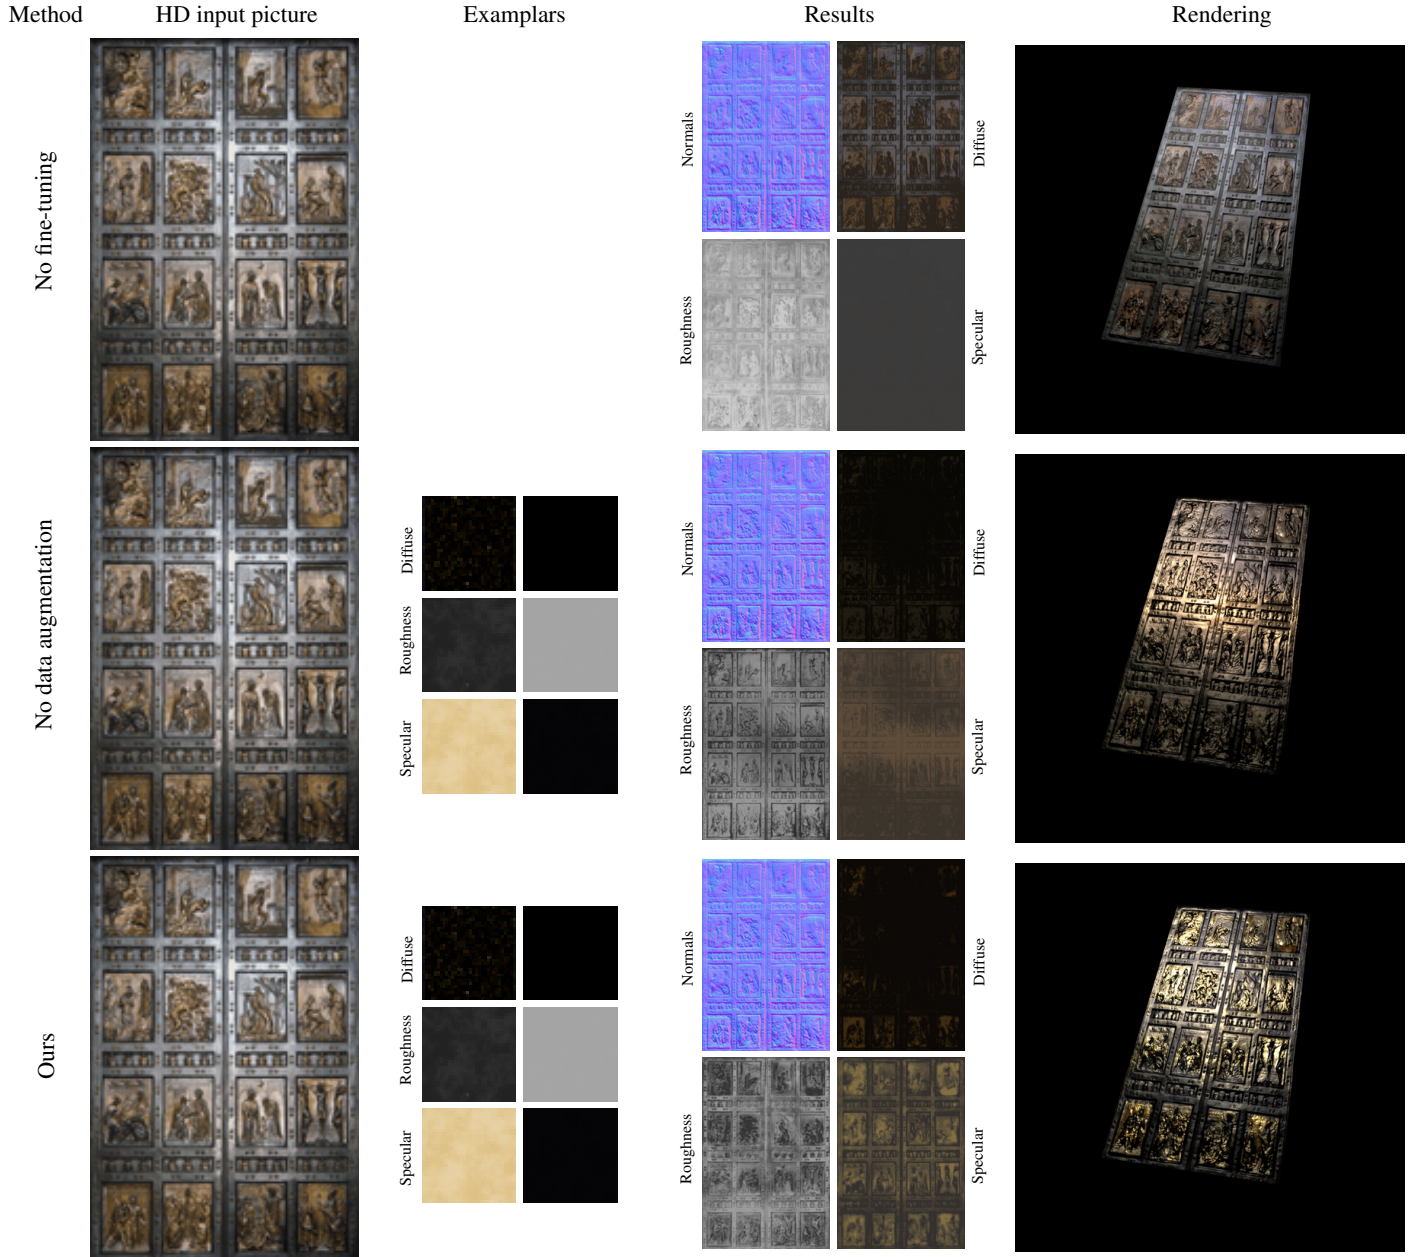 Method HD input picture Examplars Results Rendering
No fine-tuning
Normals
Diffuse
Roughness
Specular
No data augmentation
Diffuse
Roughness
Specular
Normals
Diffuse
Roughness
Specular
Ours
Diffuse
Roughness
Specular
Normals
Diffuse
Roughness
Specular